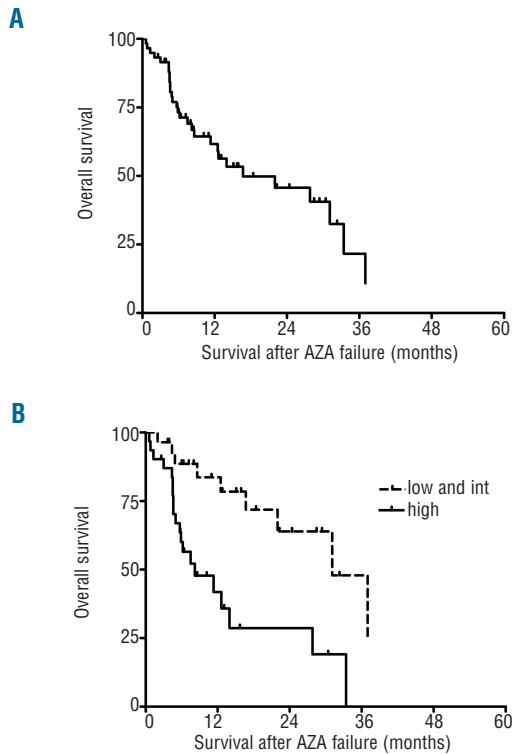 A
100
75
50
25
0
Overall survival
0 12 24 36 48 60
Survival after AZA failure (months)
B
100
75
50
25
0
Overall survival
low and int
high
0 12 24 36 48 60
Survival after AZA failure (months)